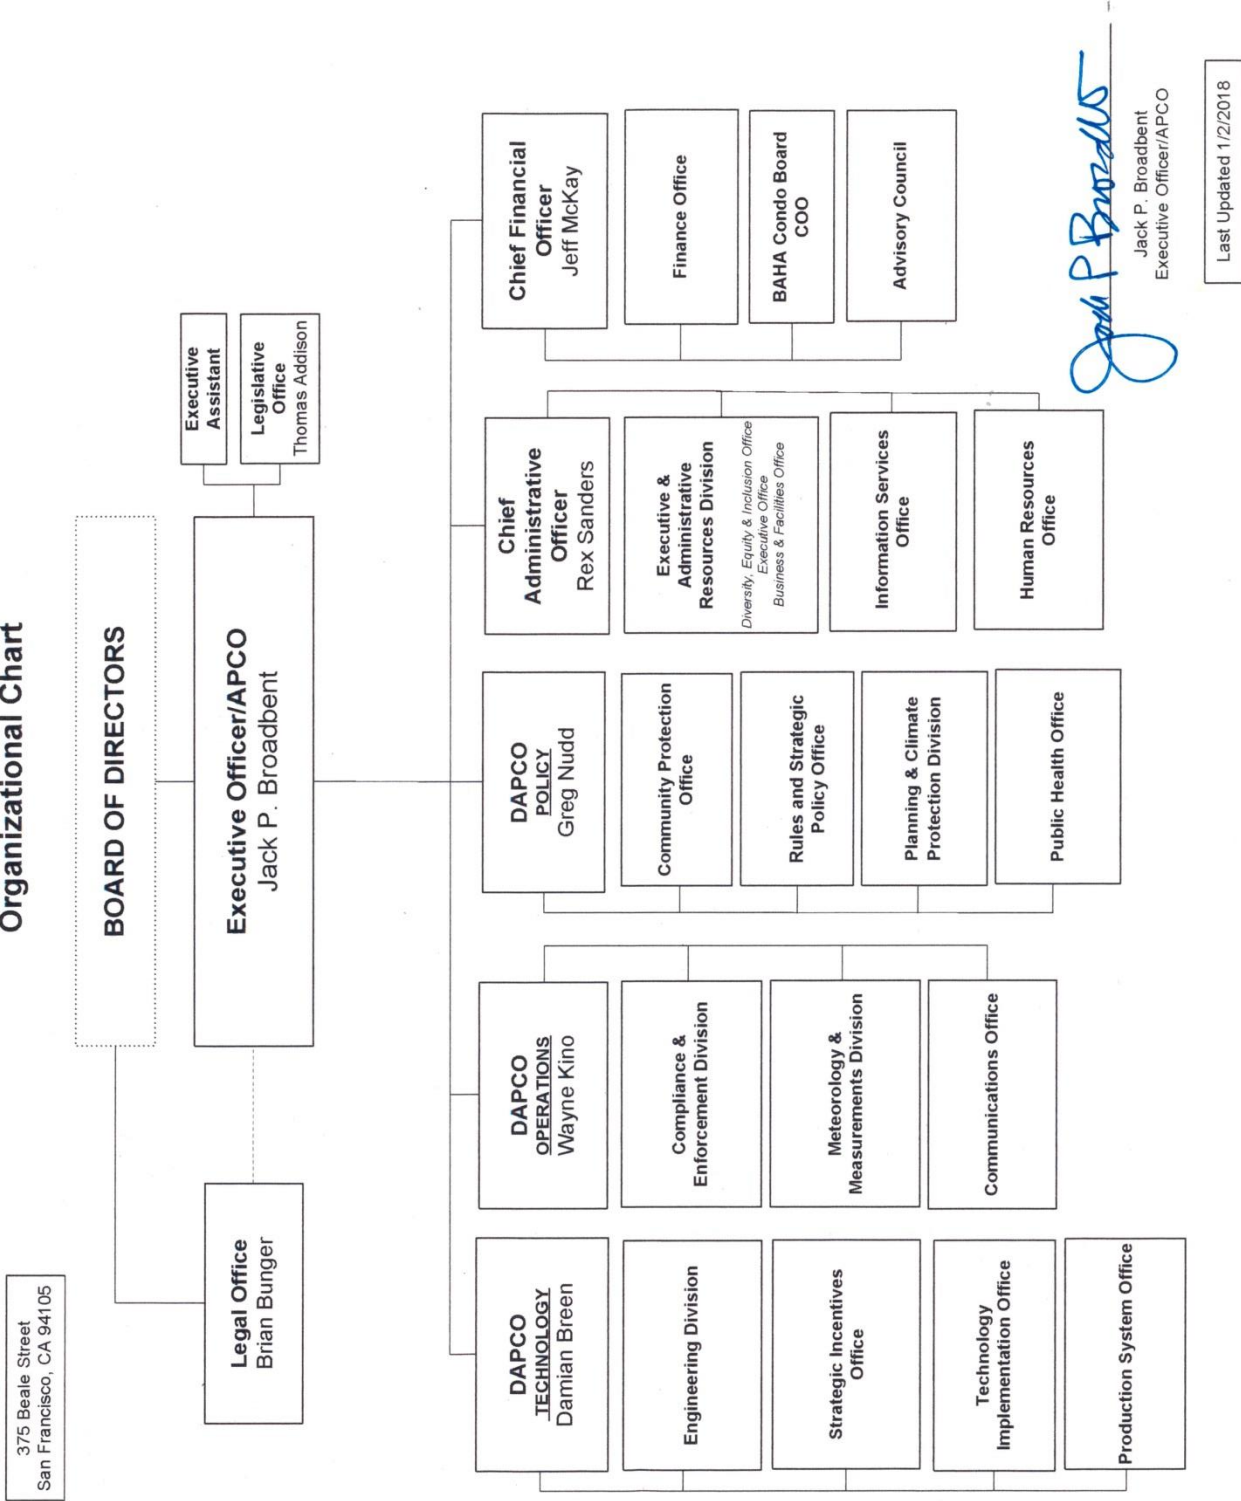 375 Beale Street
San Francisco, CA 94105
Organizational Chart
BOARD OF DIRECTORS
Executive Officer/APCO
Jack P. Broadbent
Legal Office
Brian Bunger
Executive
Assistant
Legislative
Office
Thomas Addison
DAPCO
TECHNOLOGY
Damian Breen
Engineering Division
Strategic Incentives
Office
Technology
Implementation Office
Production System Office
DAPCO
OPERATIONS
Wayne Kino
Compliance &
Enforcement Division
Meteorology &
Measurements Division
Communications Office
DAPCO
POLICY
Greg Nudd
Community Protection
Office
Rules and Strategic
Policy Office
Planning & Climate
Protection Division
Public Health Office
Chief
Administrative
Officer
Rex Sanders
Executive &
Administrative
Resources Division
Diversity, Equity & Inclusion Office
Executive Office
Business & Facilities Office
Information Services
Office
Human Resources
Office
Chief Financial
Officer
Jeff McKay
Finance Office
BAHA Condo Board
COO
Advisory Council
Jack P Broadbent
Jack P. Broadbent
Executive Officer/APCO
Last Updated 1/2/2018